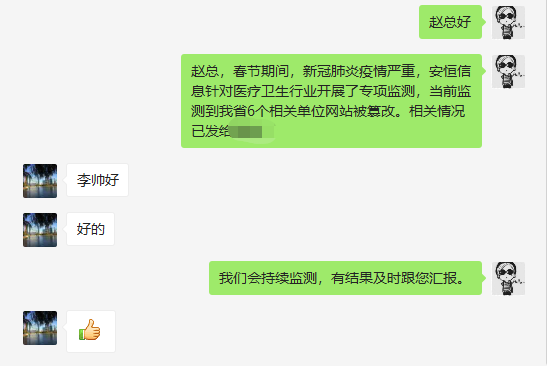 赵总好
赵总，春节期间，新冠肺炎疫情严重，安恒信
息针对医疗卫生行业开展了专项监测，当前监
测到我省6个相关单位网站被篡改。相关情况
已发给
李帅好
好的
我们会持续监测，有结果及时跟您汇报。